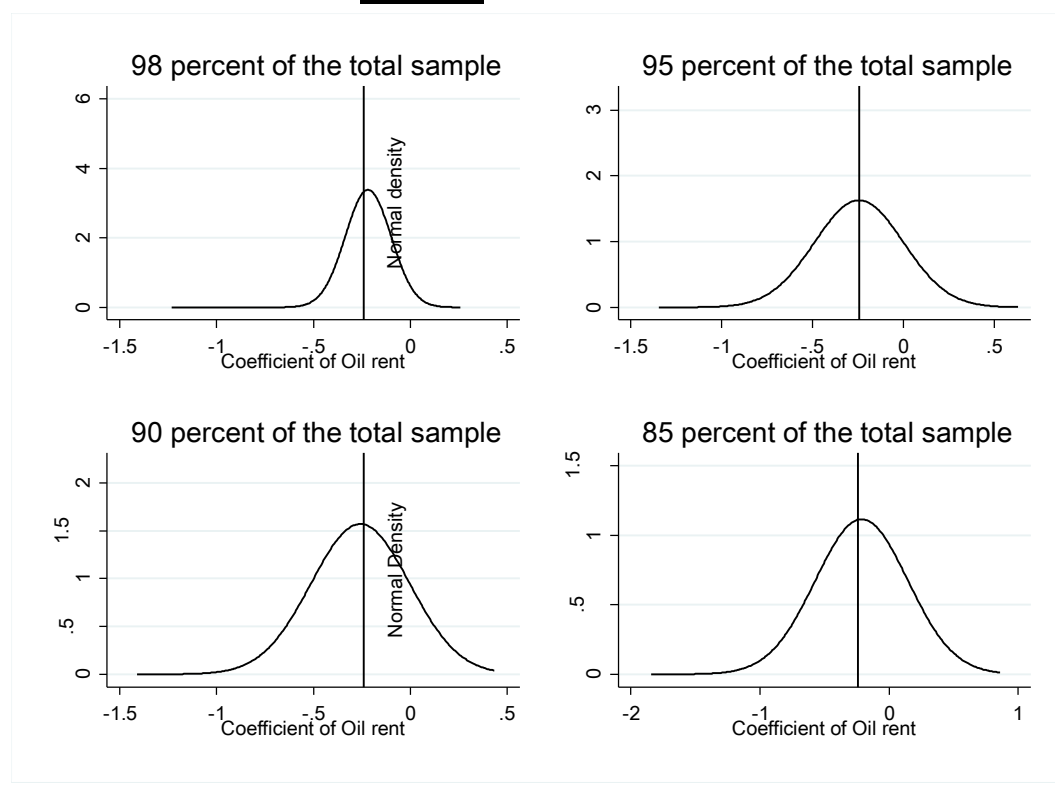 98 percent of the total sample
6
4
2
0
Normal density
-1.5 -1 -.5 0 .5
Coefficient of Oil rent
95 percent of the total sample
3
2
1
0
-1.5 -1 -.5 0 .5
Coefficient of Oil rent
90 percent of the total sample
2
1.5
1
.5
0
Normal Density
-1.5 -1 -.5 0 .5
Coefficient of Oil rent
85 percent of the total sample
1.5
1
.5
0
-2 -1 0 1
Coefficient of Oil rent